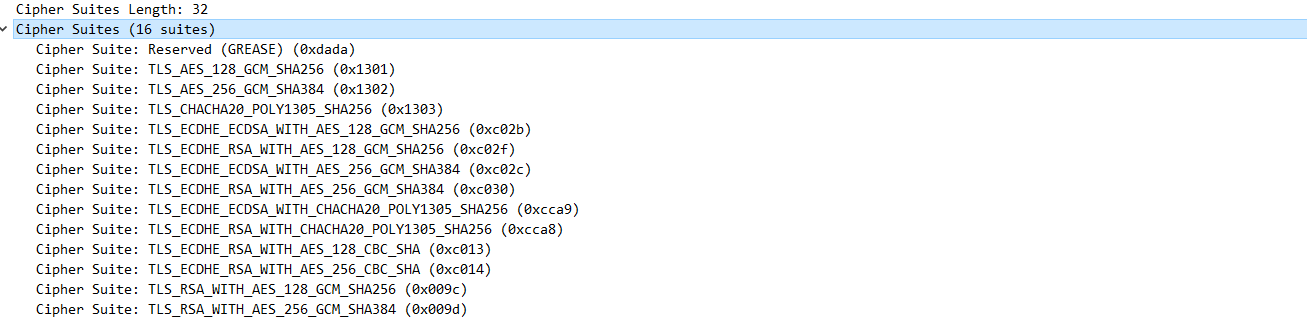 Cipher Suites Length: 32
Cipher Suites (16 suites)
Cipher Suite: Reserved (GREASE) (0xdada)
Cipher Suite: TLS_AES_128_GCM_SHA256 (0x1301)
Cipher Suite: TLS_AES_256_GCM_SHA384 (0x1302)
Cipher Suite: TLS_CHACHA20_POLY1305_SHA256 (0x1303)
Cipher Suite: TLS_ECDHE_ECDSA_WITH_AES_128_GCM_SHA256 (0xc02b)
Cipher Suite: TLS_ECDHE_RSA_WITH_AES_128_GCM_SHA256 (0xc02f)
Cipher Suite: TLS_ECDHE_ECDSA_WITH_AES_256_GCM_SHA384 (0xc02c)
Cipher Suite: TLS_ECDHE_RSA_WITH_AES_256_GCM_SHA384 (0xc030)
Cipher Suite: TLS_ECDHE_ECDSA_WITH_CHACHA20_POLY1305_SHA256 (0xcca9)
Cipher Suite: TLS_ECDHE_RSA_WITH_CHACHA20_POLY1305_SHA256 (0xcca8)
Cipher Suite: TLS_ECDHE_RSA_WITH_AES_128_CBC_SHA (0xc013)
Cipher Suite: TLS_ECDHE_RSA_WITH_AES_256_CBC_SHA (0xc014)
Cipher Suite: TLS_RSA_WITH_AES_128_GCM_SHA256 (0x009c)
Cipher Suite: TLS_RSA_WITH_AES_256_GCM_SHA384 (0x009d)